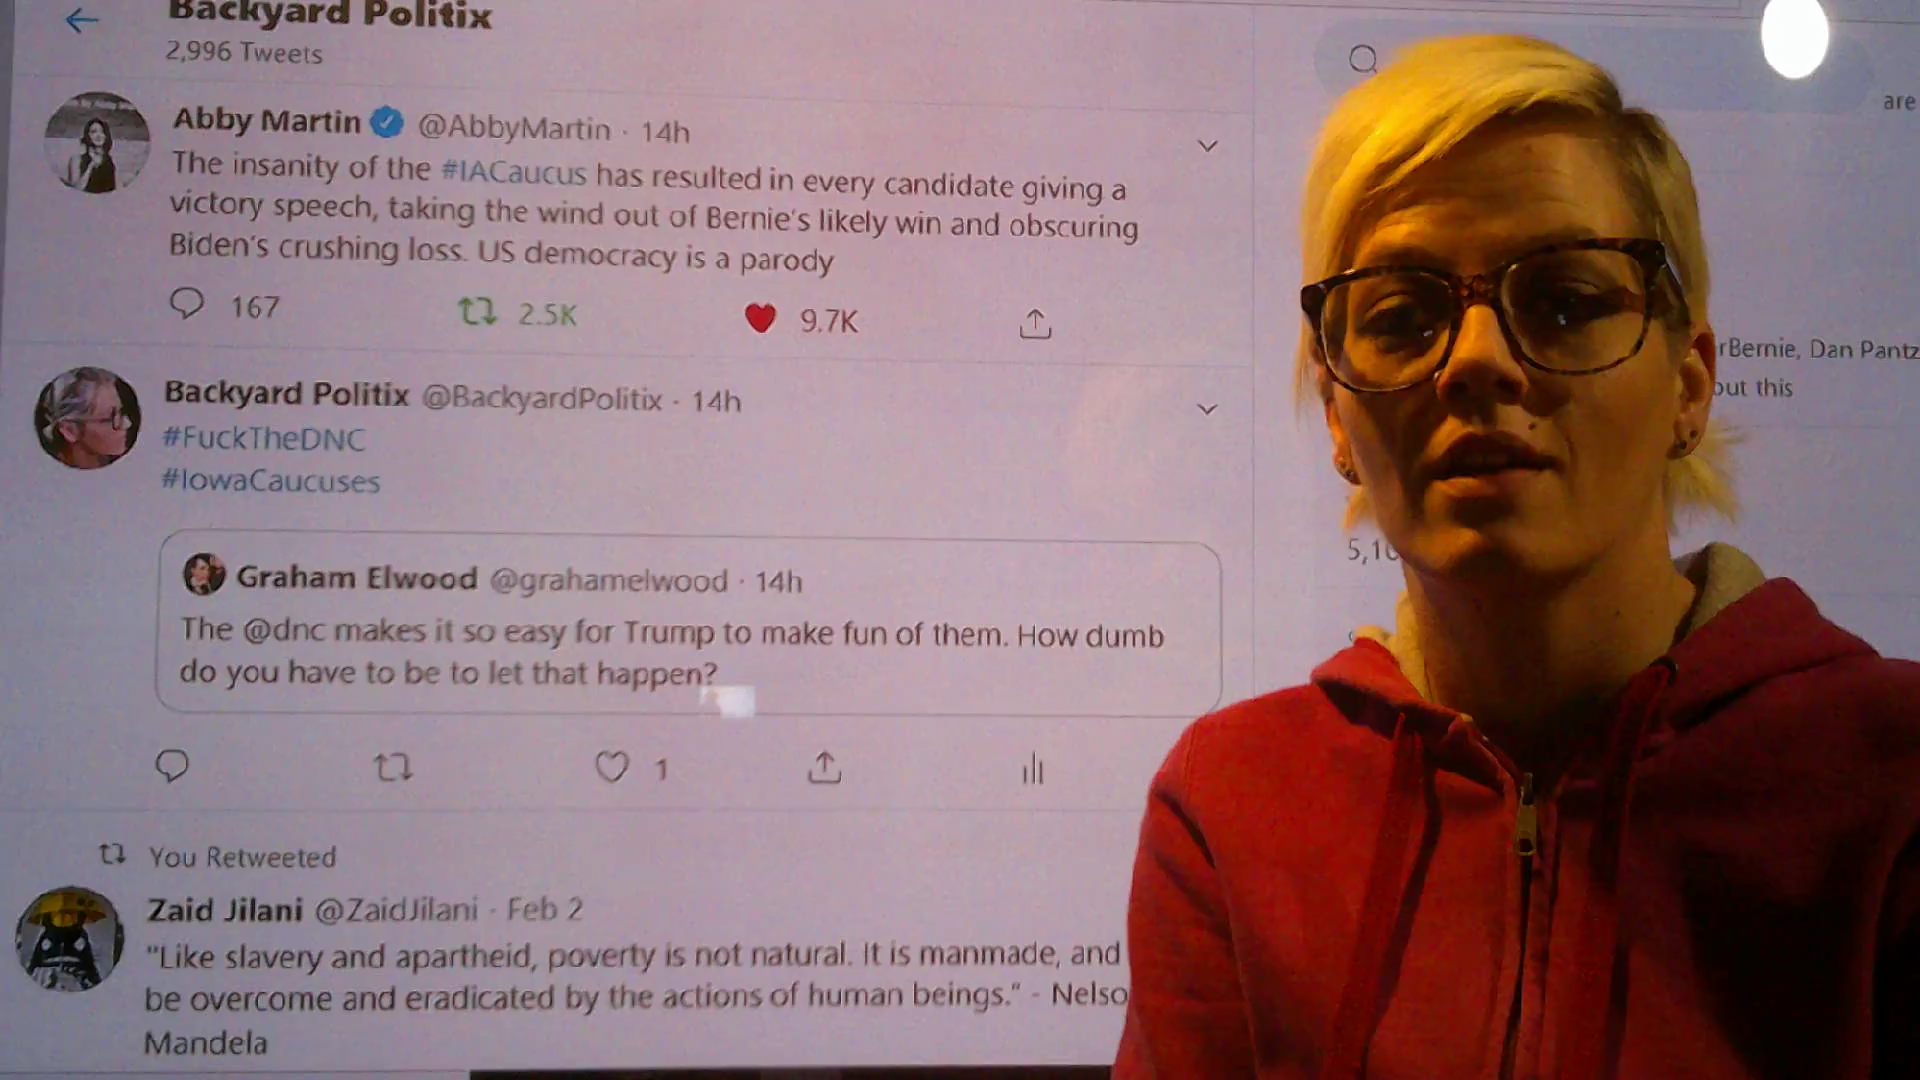 Backyard Politix
2,996 Tweets
are
Abby Martin @AbbyMartin · 14h
The insanity of the #IACaucus has resulted in every candidate giving a
victory speech, taking the wind out of Bernie's likely win and obscuring
Biden's crushing loss. US democracy is a parody
167 2.5K 9.7K
rBernie, Dan Pantz
out this
Backyard Politix @BackyardPolitix · 14h
#FuckTheDNC
#IowaCaucuses
5,10
Graham Elwood @grahamelwood · 14h
The @dnc makes it so easy for Trump to make fun of them. How dumb
do you have to be to let that happen?
1
You Retweeted
Zaid Jilani @ZaidJilani · Feb 2
"Like slavery and apartheid, poverty is not natural. It is manmade, and
be overcome and eradicated by the actions of human beings." - Nelso
Mandela